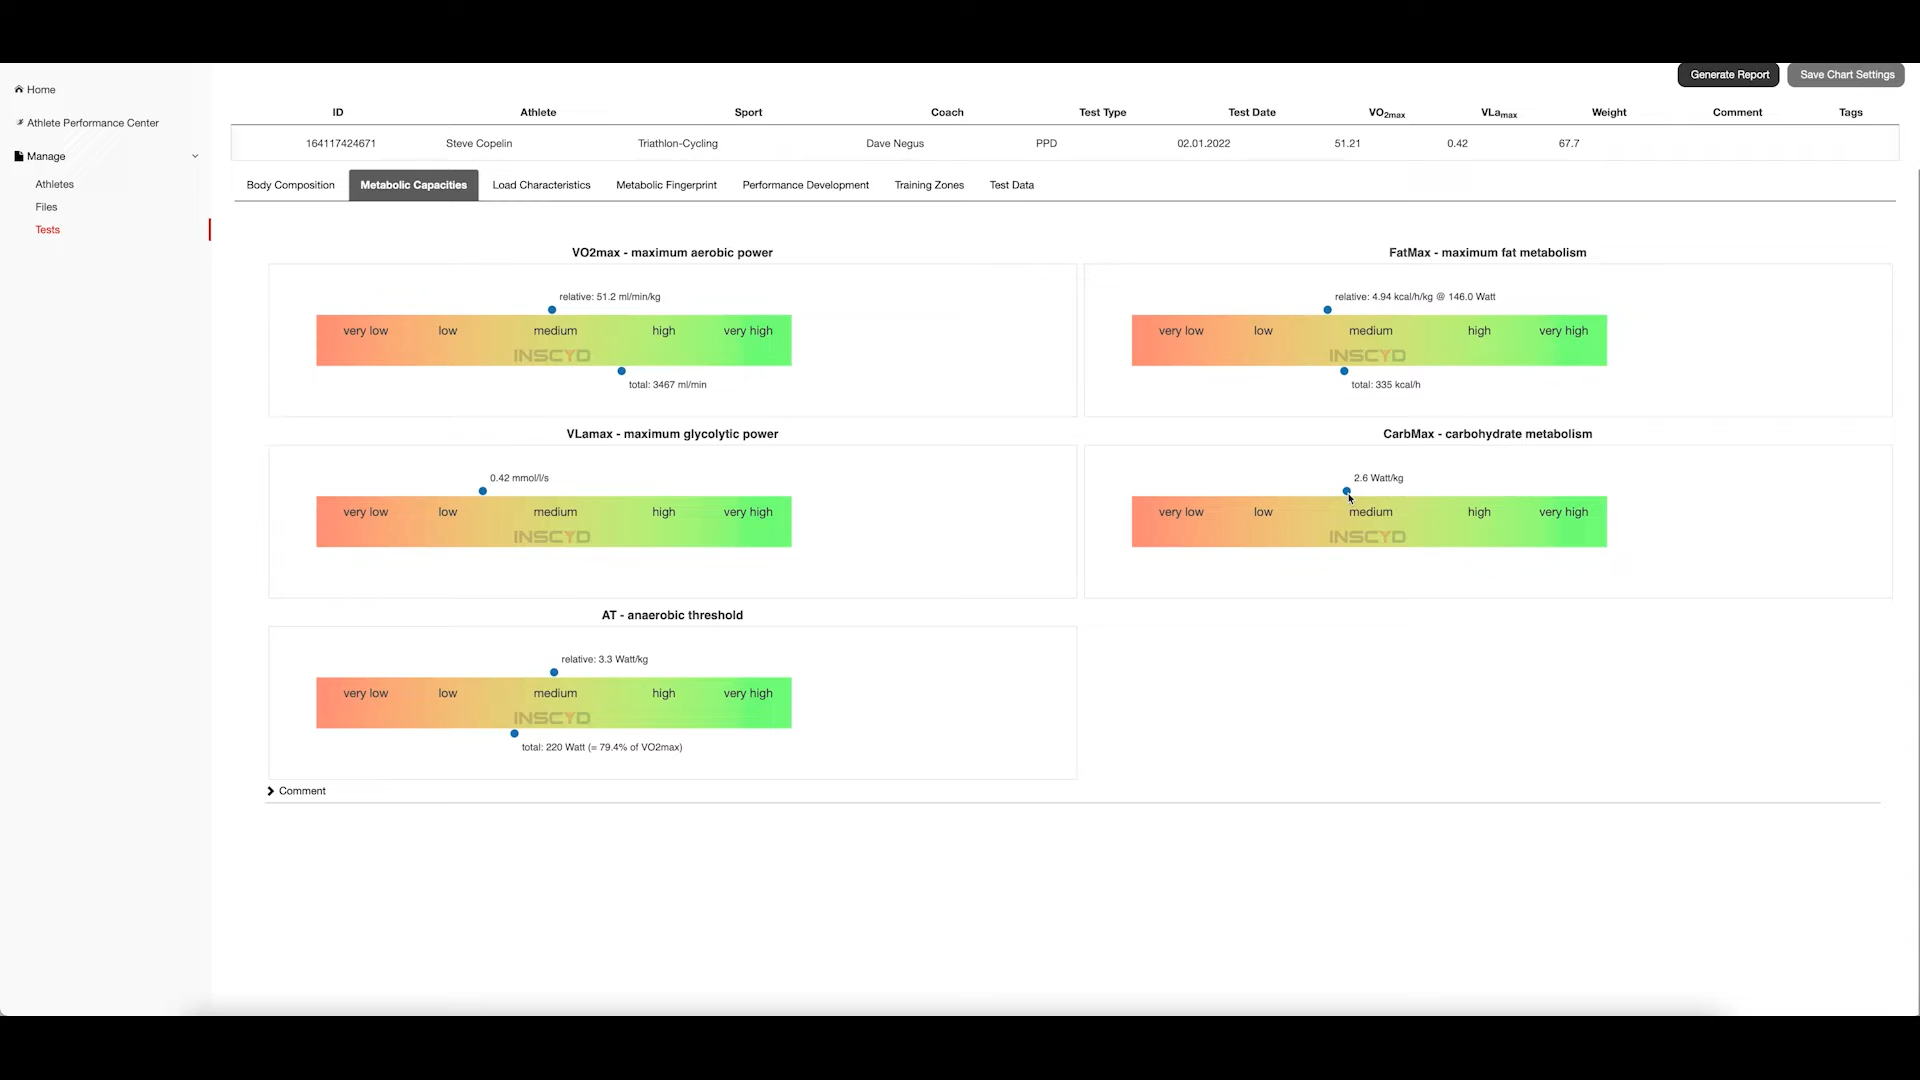 Generate Report
Save Chart Settings
Home
Athlete Performance Center
Manage
Athletes
Files
Tests
ID Athlete Sport Coach Test Type Test Date VO2max VLamax Weight Comment Tags
164117424671 Steve Copelin Triathlon-Cycling Dave Negus PPD 02.01.2022 51.21 0.42 67.7
Body Composition Metabolic Capacities Load Characteristics Metabolic Fingerprint Performance Development Training Zones Test Data
VO2max - maximum aerobic power
relative: 51.2 ml/min/kg
very low low medium high very high
INSCYD
total: 3467 ml/min
FatMax - maximum fat metabolism
relative: 4.94 kcal/h/kg @ 146.0 Watt
very low low medium high very high
INSCYD
total: 335 kcal/h
VLamax - maximum glycolytic power
0.42 mmol/l/s
very low low medium high very high
INSCYD
CarbMax - carbohydrate metabolism
2.6 Watt/kg
very low low medium high very high
INSCYD
AT - anaerobic threshold
relative: 3.3 Watt/kg
very low low medium high very high
INSCYD
total: 220 Watt (= 79.4% of VO2max)
Comment